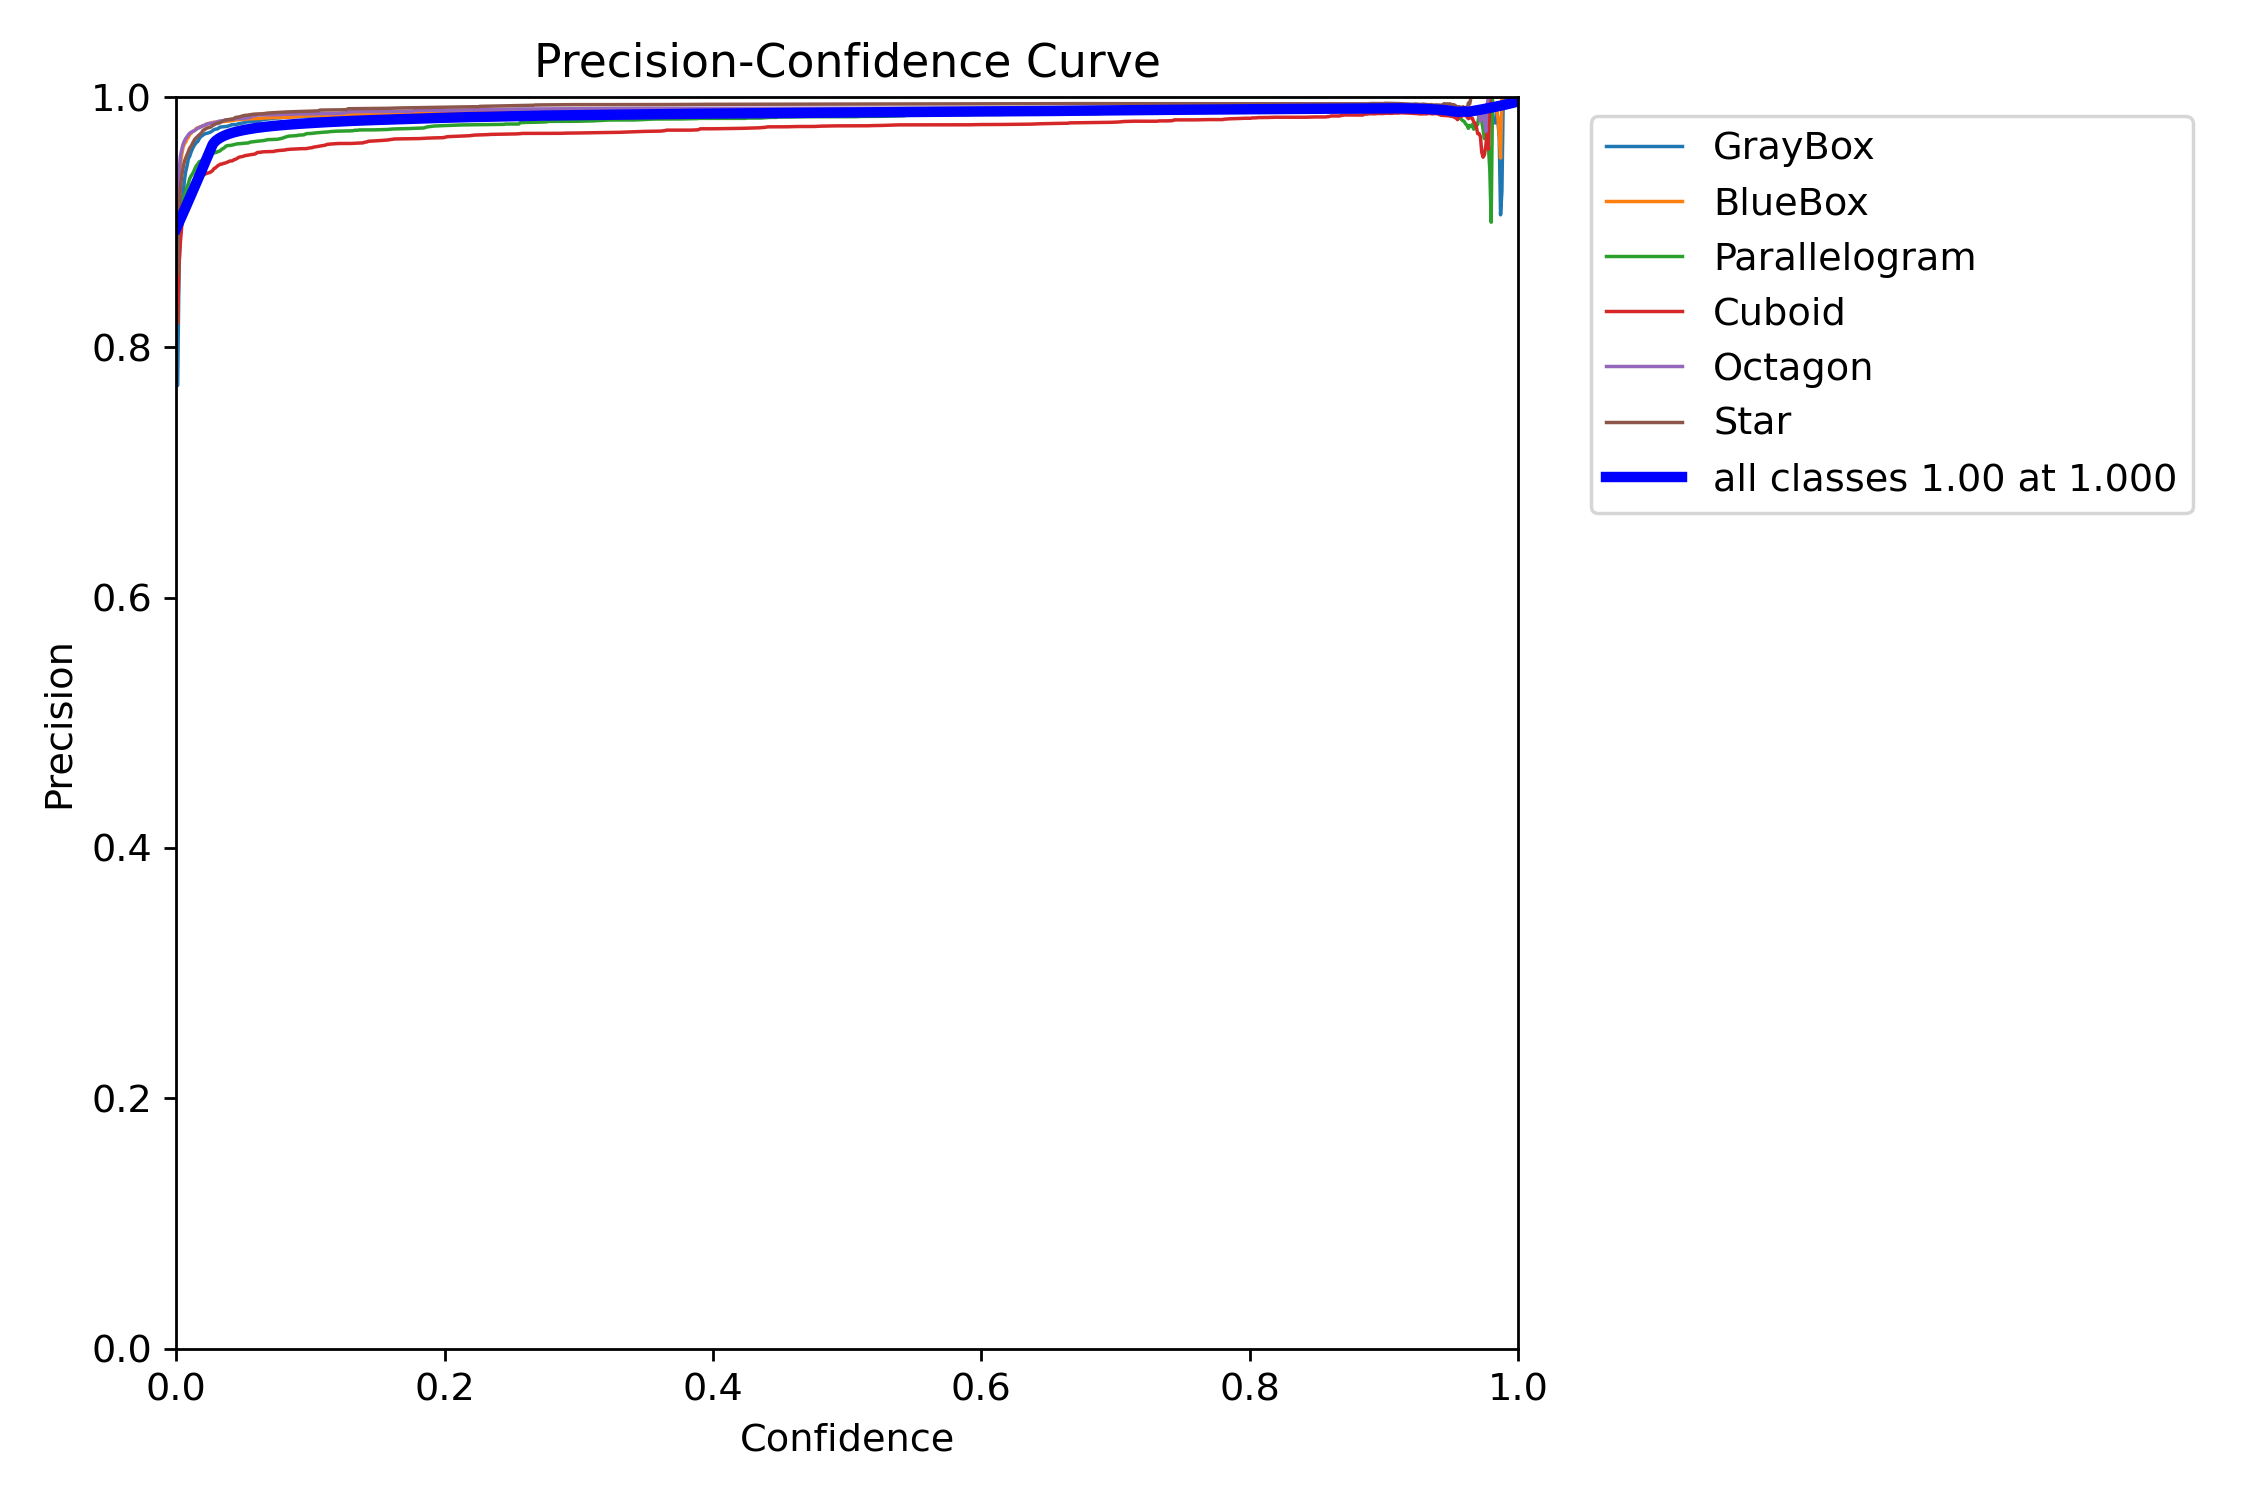 Precision-Confidence Curve
1.0
0.8
0.6
0.4
0.2
0.0
Precision
0.0 0.2 0.4 0.6 0.8 1.0
Confidence
GrayBox
BlueBox
Parallelogram
Cuboid
Octagon
Star
all classes 1.00 at 1.000